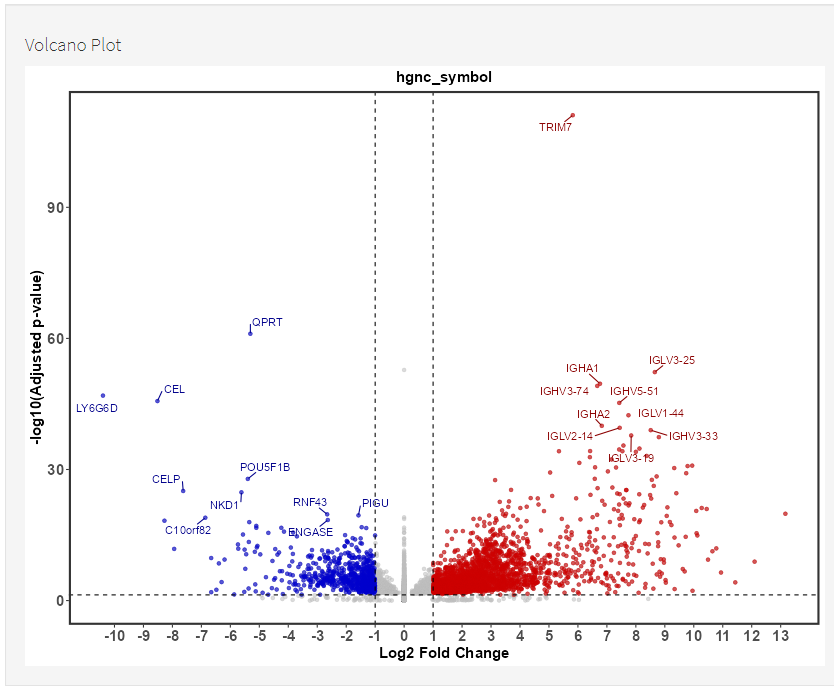 Volcano Plot
hgnc_symbol
TRIM7
90
QPRT
60
IGLV3-25
IGHA1
CEL
IGHV3-74
IGHV5-51
LY6G6D
IGHA2
IGLV1-44
IGLV2-14
IGHV3-33
IGLV3-19
POU5F1B
30
CELP
NKD1
RNF43
PIGU
C10orf82
ENGASE
0
-10 -9 -8 -7 -6 -5 -4 -3 -2 -1 0 1 2 3 4 5 6 7 8 9 10 11 12 13
Log2 Fold Change
-log10(Adjusted p-value)